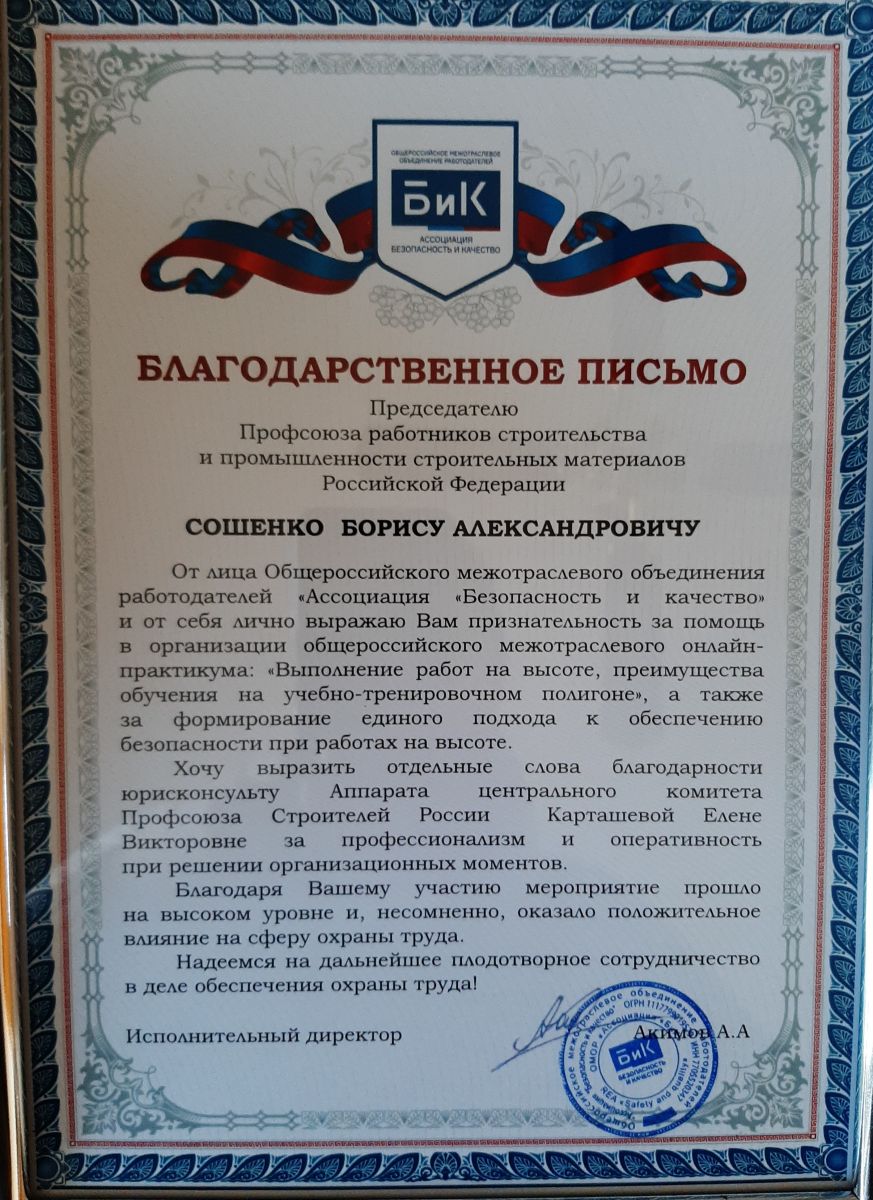 ОБЩЕРОССИЙСКОЕ МЕЖОТРАСЛЕВОЕ
ОБЪЕДИНЕНИЕ РАБОТОДАТЕЛЕЙ
БиК
АССОЦИАЦИЯ
БЕЗОПАСНОСТЬ И КАЧЕСТВО
БЛАГОДАРСТВЕННОЕ ПИСЬМО
Председателю
Профсоюза работников строительства
и промышленности строительных материалов
Российской Федерации
СОШЕНКО БОРИСУ АЛЕКСАНДРОВИЧУ
От лица Общероссийского межотраслевого объединения
работодателей «Ассоциация «Безопасность и качество»
и от себя лично выражаю Вам признательность за помощь
в организации общероссийского межотраслевого онлайн-
практикума: «Выполнение работ на высоте, преимущества
обучения на учебно-тренировочном полигоне», а также
за формирование единого подхода к обеспечению
безопасности при работах на высоте.
Хочу выразить отдельные слова благодарности
юрисконсульту Аппарата центрального комитета
Профсоюза Строителей России Карташевой Елене
Викторовне за профессионализм и оперативность
при решении организационных моментов.
Благодаря Вашему участию мероприятие прошло
на высоком уровне и, несомненно, оказало положительное
влияние на сферу охраны труда.
Надеемся на дальнейшее плодотворное сотрудничество
в деле обеспечения охраны труда!
Исполнительный директор
Акимов А.А
БиК
БЕЗОПАСНОСТЬ
И КАЧЕСТВО
REA «Safety and quality»